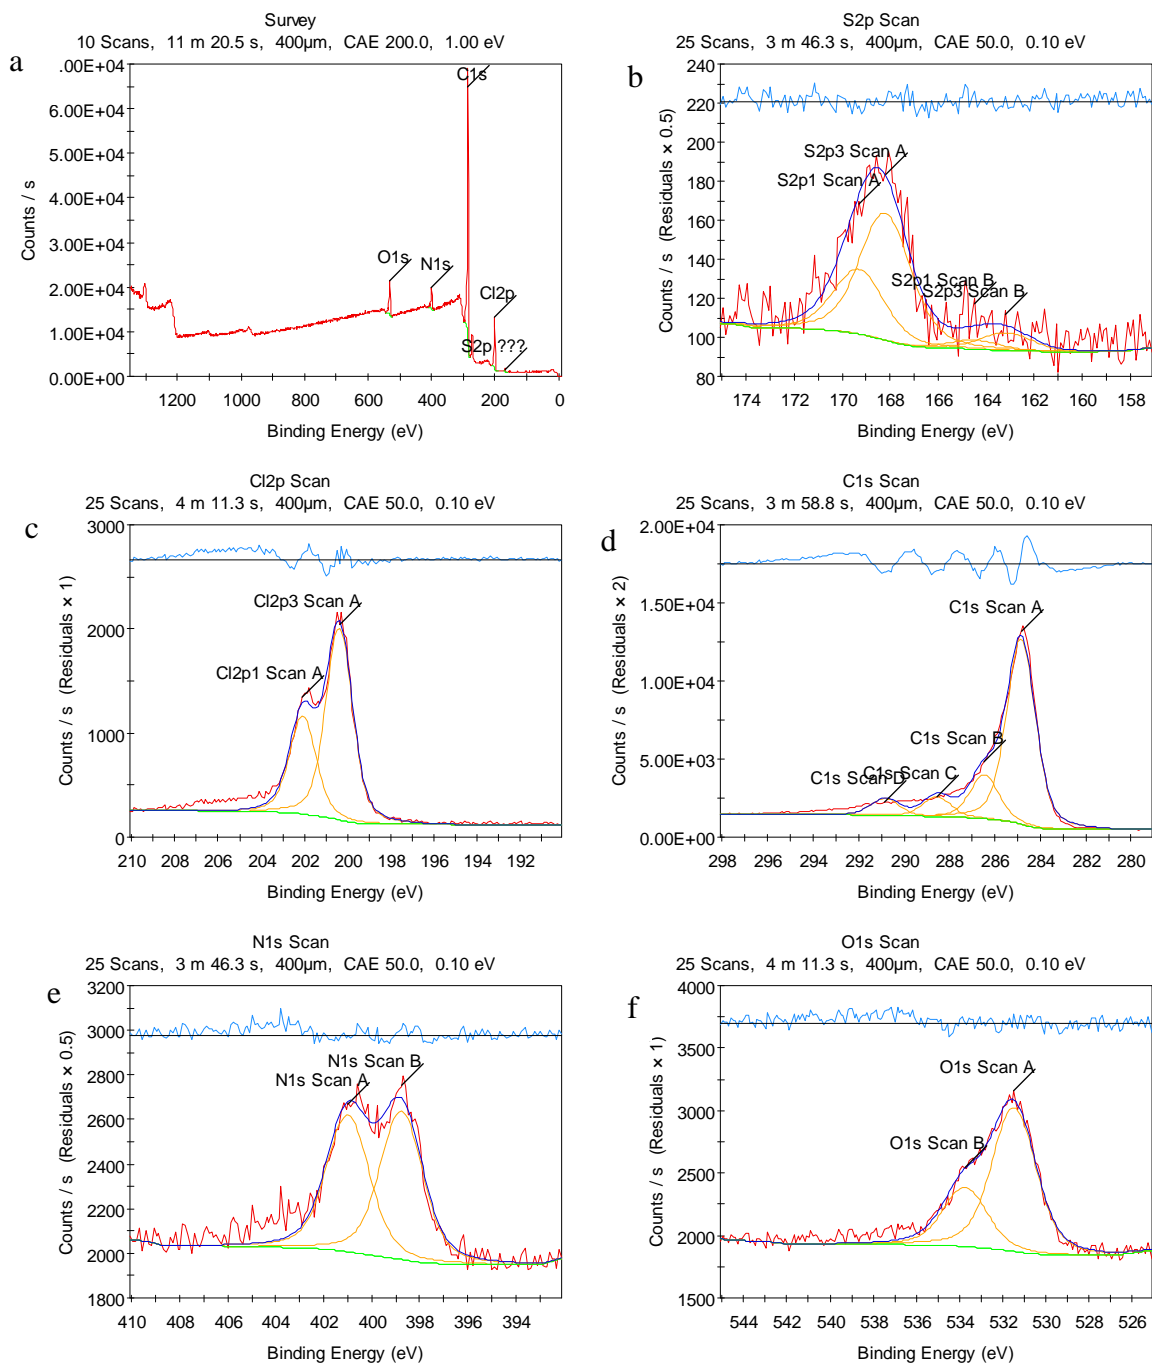 a
Survey
10 Scans, 11 m 20.5 s, 400µm, CAE 200.0, 1.00 eV
.00E+04
6.00E+04
5.00E+04
4.00E+04
3.00E+04
2.00E+04
1.00E+04
0.00E+00
Counts / s
C1s
O1s
N1s
Cl2p
S2p ???
1200 1000 800 600 400 200 0
Binding Energy (eV)
b
S2p Scan
25 Scans, 3 m 46.3 s, 400µm, CAE 50.0, 0.10 eV
240
220
200
180
160
140
120
100
80
Counts / s (Residuals × 0.5)
S2p3 Scan A
S2p1 Scan A
S2p1 Scan B
S2p3 Scan B
174 172 170 168 166 164 162 160 158
Binding Energy (eV)
c
Cl2p Scan
25 Scans, 4 m 11.3 s, 400µm, CAE 50.0, 0.10 eV
3000
2000
1000
0
Counts / s (Residuals × 1)
Cl2p3 Scan A
Cl2p1 Scan A
210 208 206 204 202 200 198 196 194 192
Binding Energy (eV)
d
C1s Scan
25 Scans, 3 m 58.8 s, 400µm, CAE 50.0, 0.10 eV
2.00E+04
1.50E+04
1.00E+04
5.00E+03
0.00E+00
Counts / s (Residuals × 2)
C1s Scan A
C1s Scan B
C1s Scan C
C1s Scan D
298 296 294 292 290 288 286 284 282 280
Binding Energy (eV)
e
N1s Scan
25 Scans, 3 m 46.3 s, 400µm, CAE 50.0, 0.10 eV
3200
3000
2800
2600
2400
2200
2000
1800
Counts / s (Residuals × 0.5)
N1s Scan B
N1s Scan A
410 408 406 404 402 400 398 396 394
Binding Energy (eV)
f
O1s Scan
25 Scans, 4 m 11.3 s, 400µm, CAE 50.0, 0.10 eV
4000
3500
3000
2500
2000
1500
Counts / s (Residuals × 1)
O1s Scan A
O1s Scan B
544 542 540 538 536 534 532 530 528 526
Binding Energy (eV)